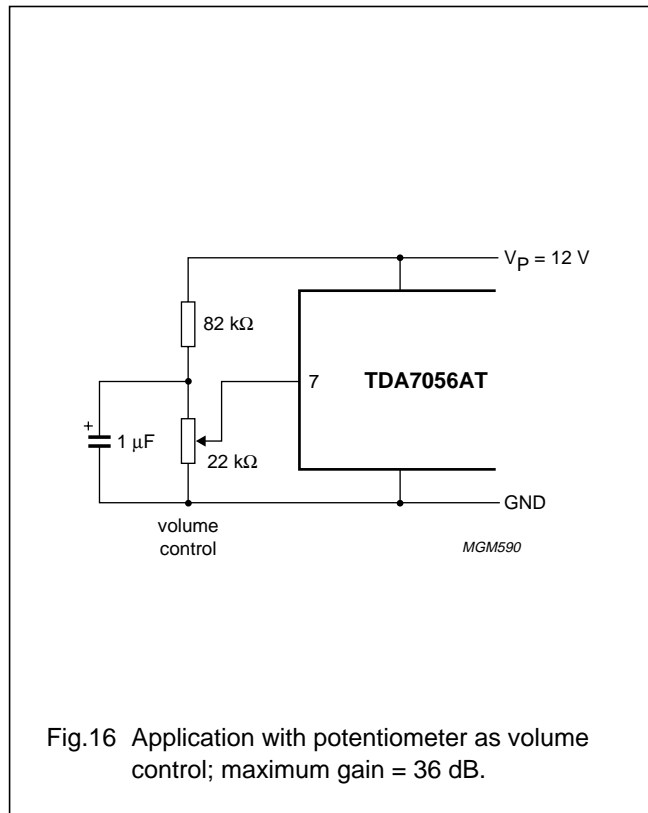 V_P = 12 V
82 kΩ
7
TDA7056AT
+
1 μF
22 kΩ
GND
volume
control
MGM590
Fig.16 Application with potentiometer as volume
control; maximum gain = 36 dB.